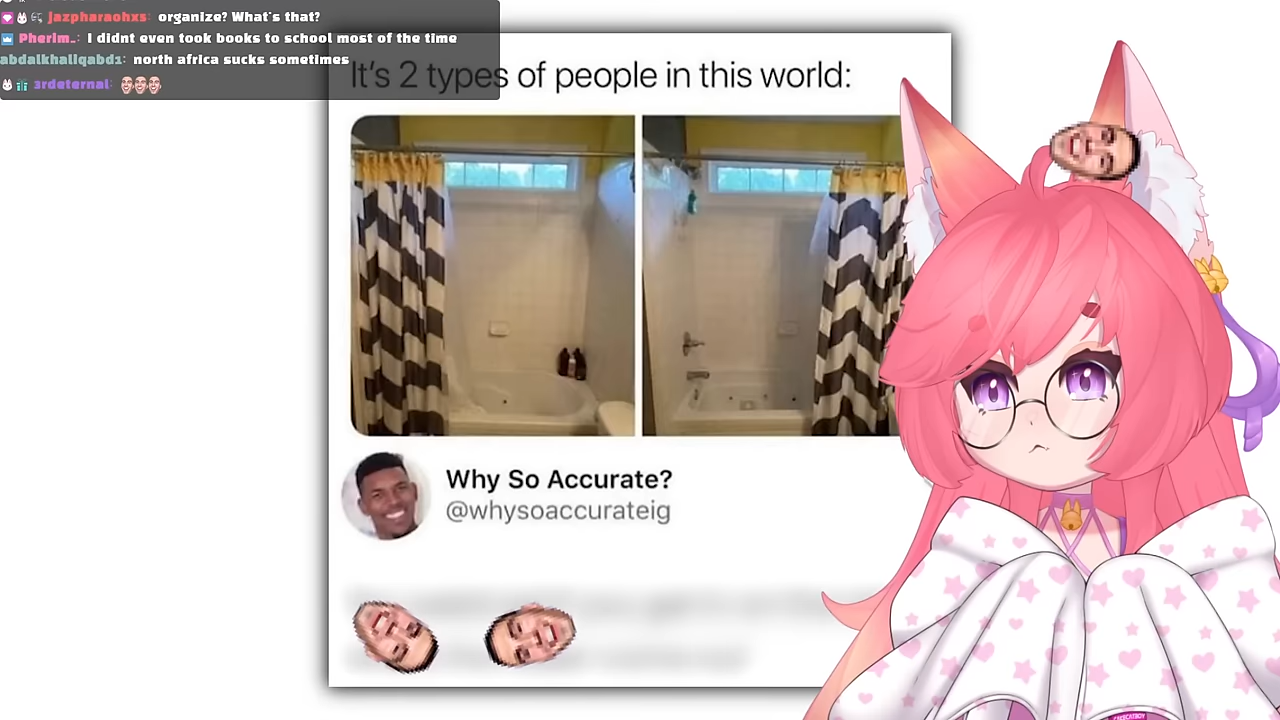 jazpharaohxs: organize? What's that?
Pherim_: I didnt even took books to school most of the time
abdalkhaliqabd1: north africa sucks sometimes
3rdeternal:
It's 2 types of people in this world:
Why So Accurate?
@whysoaccurateig